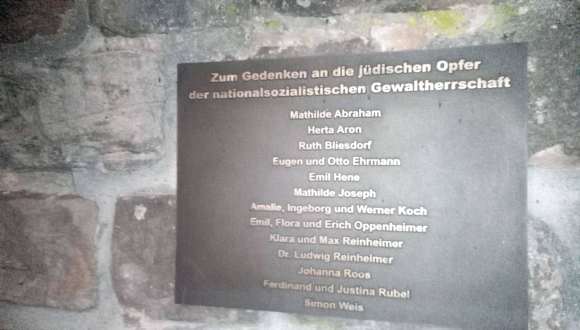 Zum Gedenken an die jüdischen Opfer
der nationalsozialistischen Gewaltherrschaft
Mathilde Abraham
Herta Aron
Ruth Bliesdorf
Eugen und Otto Ehrmann
Emil Hene
Mathilde Joseph
Amalie, Ingeborg und Werner Koch
Emil, Flora und Erich Oppenheimer
Klara und Max Reinheimer
Dr. Ludwig Reinheimer
Johanna Roos
Ferdinand und Justina Rubel
Simon Weis